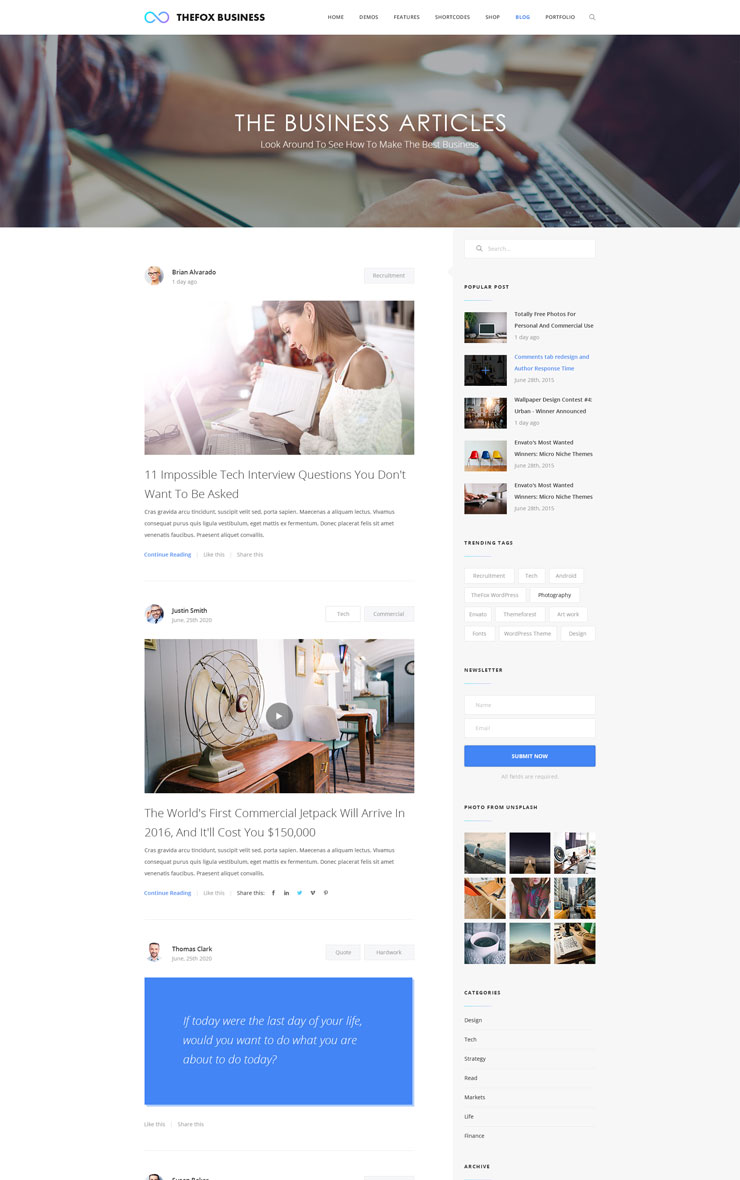 THEFOX BUSINESS
HOME DEMOS FEATURES SHORTCODES SHOP BLOG PORTFOLIO
THE BUSINESS ARTICLES
Look Around To See How To Make The Best Business
Brian Alvarado
1 day ago
Recruitment
11 Impossible Tech Interview Questions You Don't
Want To Be Asked
Cras gravida arcu tincidunt, suscipit velit sed, porta sapien. Maecenas a aliquam lectus. Vivamus
consequat purus quis ligula vestibulum, eget mattis ex fermentum. Donec placerat felis sit amet
venenatis faucibus. Praesent aliquet convallis.
Continue Reading | Like this | Share this
Justin Smith
June, 25th 2020
Tech Commercial
The World's First Commercial Jetpack Will Arrive In
2016, And It'll Cost You $150,000
Cras gravida arcu tincidunt, suscipit velit sed, porta sapien. Maecenas a aliquam lectus. Vivamus
consequat purus quis ligula vestibulum, eget mattis ex fermentum. Donec placerat felis sit amet
venenatis faucibus. Praesent aliquet convallis.
Continue Reading | Like this | Share this:
Thomas Clark
June, 25th 2020
Quote Hardwork
If today were the last day of your life,
would you want to do what you are
about to do today?
Like this | Share this
Search...
POPULAR POST
Totally Free Photos For
Personal And Commercial Use
1 day ago
Comments tab redesign and
Author Response Time
June 28th, 2015
Wallpaper Design Contest #4:
Urban - Winner Announced
1 day ago
Envato's Most Wanted
Winners: Micro Niche Themes
June 28th, 2015
Envato's Most Wanted
Winners: Micro Niche Themes
June 28th, 2015
TRENDING TAGS
Recruitment Tech Android
TheFox WordPress Photography
Envato Themeforest Art work
Fonts WordPress Theme Design
NEWSLETTER
Name
Email
SUBMIT NOW
All fields are required.
PHOTO FROM UNSPLASH
CATEGORIES
Design
Tech
Strategy
Read
Markets
Life
Finance
ARCHIVE